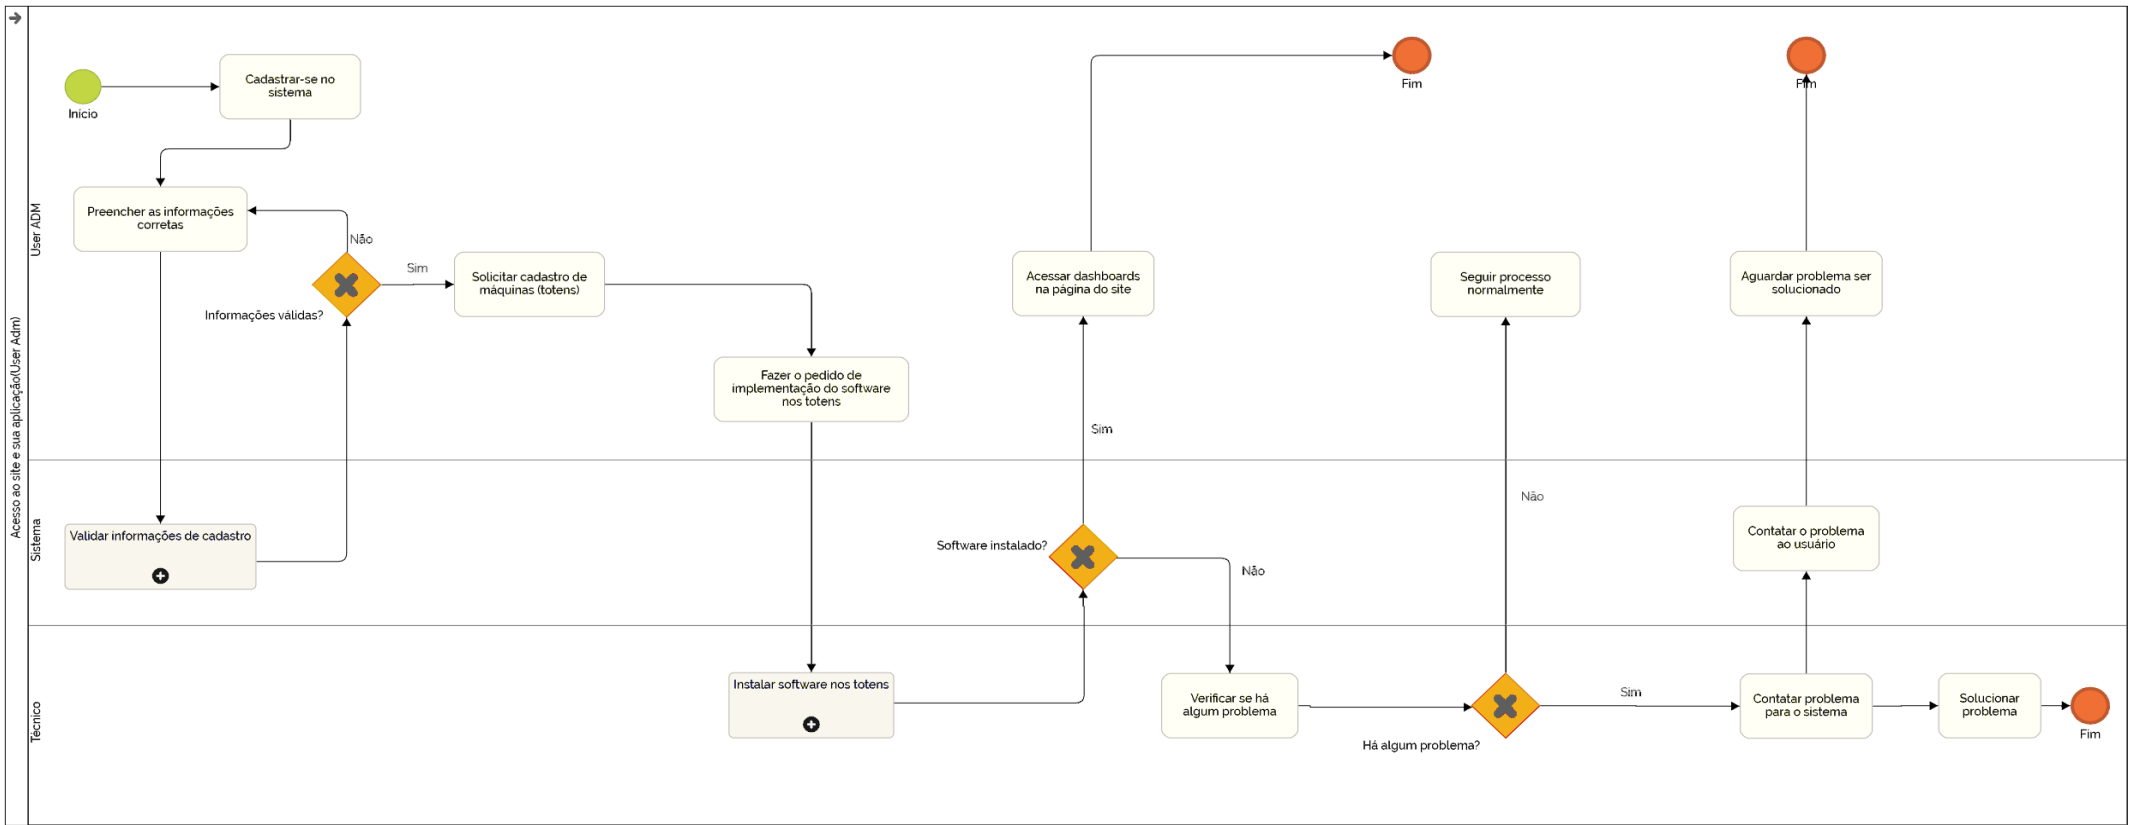 Acesso ao site e sua aplicação(User Adm)
User ADM
Sistema
Técnico
Início
Cadastrar-se no
sistema
Preencher as informações
corretas
Não
Informações válidas?
Sim
Solicitar cadastro de
máquinas (totens)
Fazer o pedido de
implementação do software
nos totens
Validar informações de cadastro
Instalar software nos totens
Software instalado?
Sim
Acessar dashboards
na página do site
Fim
Não
Verificar se há
algum problema
Há algum problema?
Não
Seguir processo
normalmente
Sim
Contatar problema
para o sistema
Contatar o problema
ao usuário
Aguardar problema ser
solucionado
Fim
Solucionar
problema
Fim